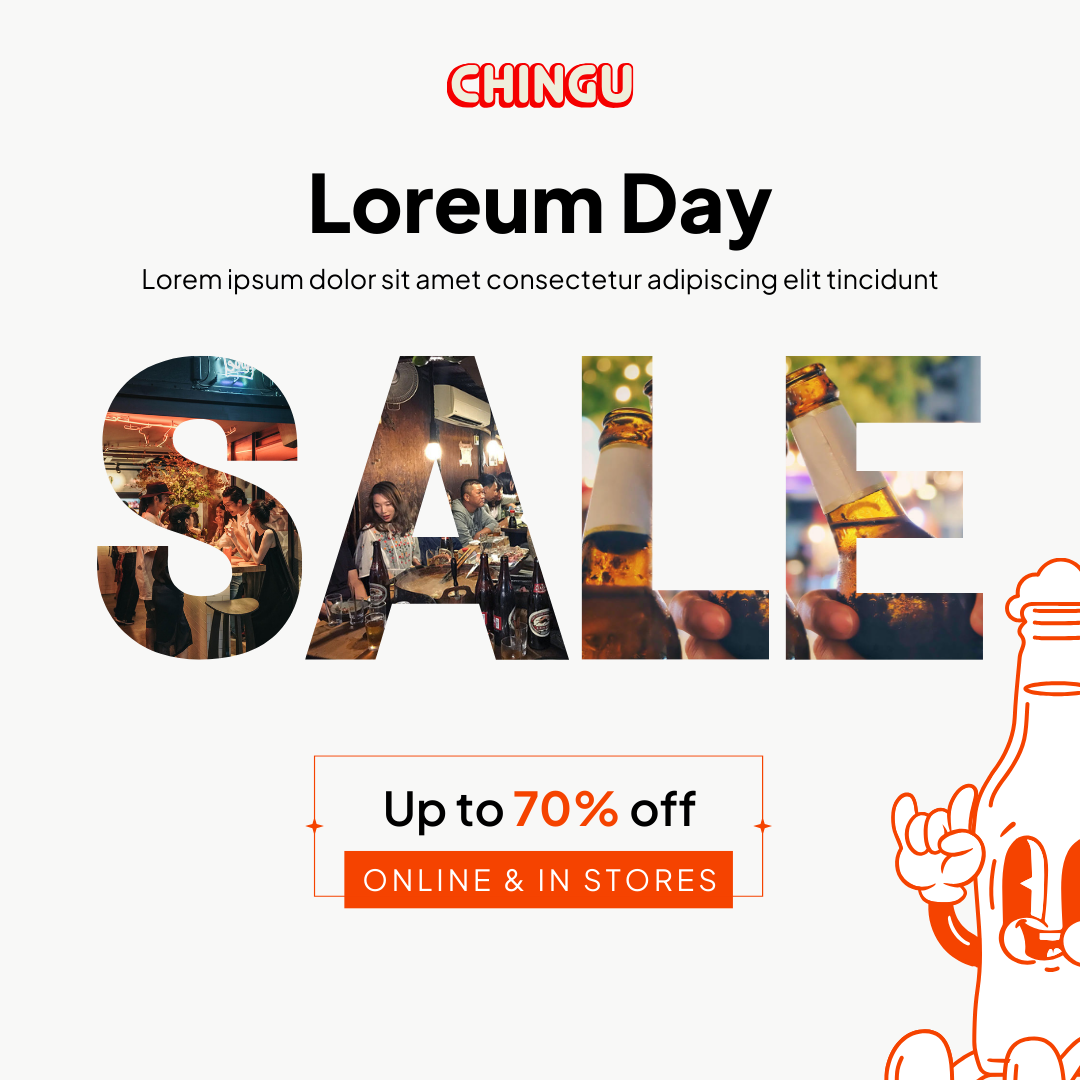 CHINGU
Loreum Day
Lorem ipsum dolor sit amet consectetur adipiscing elit tincidunt
SALE
Up to 70% off
ONLINE & IN STORES